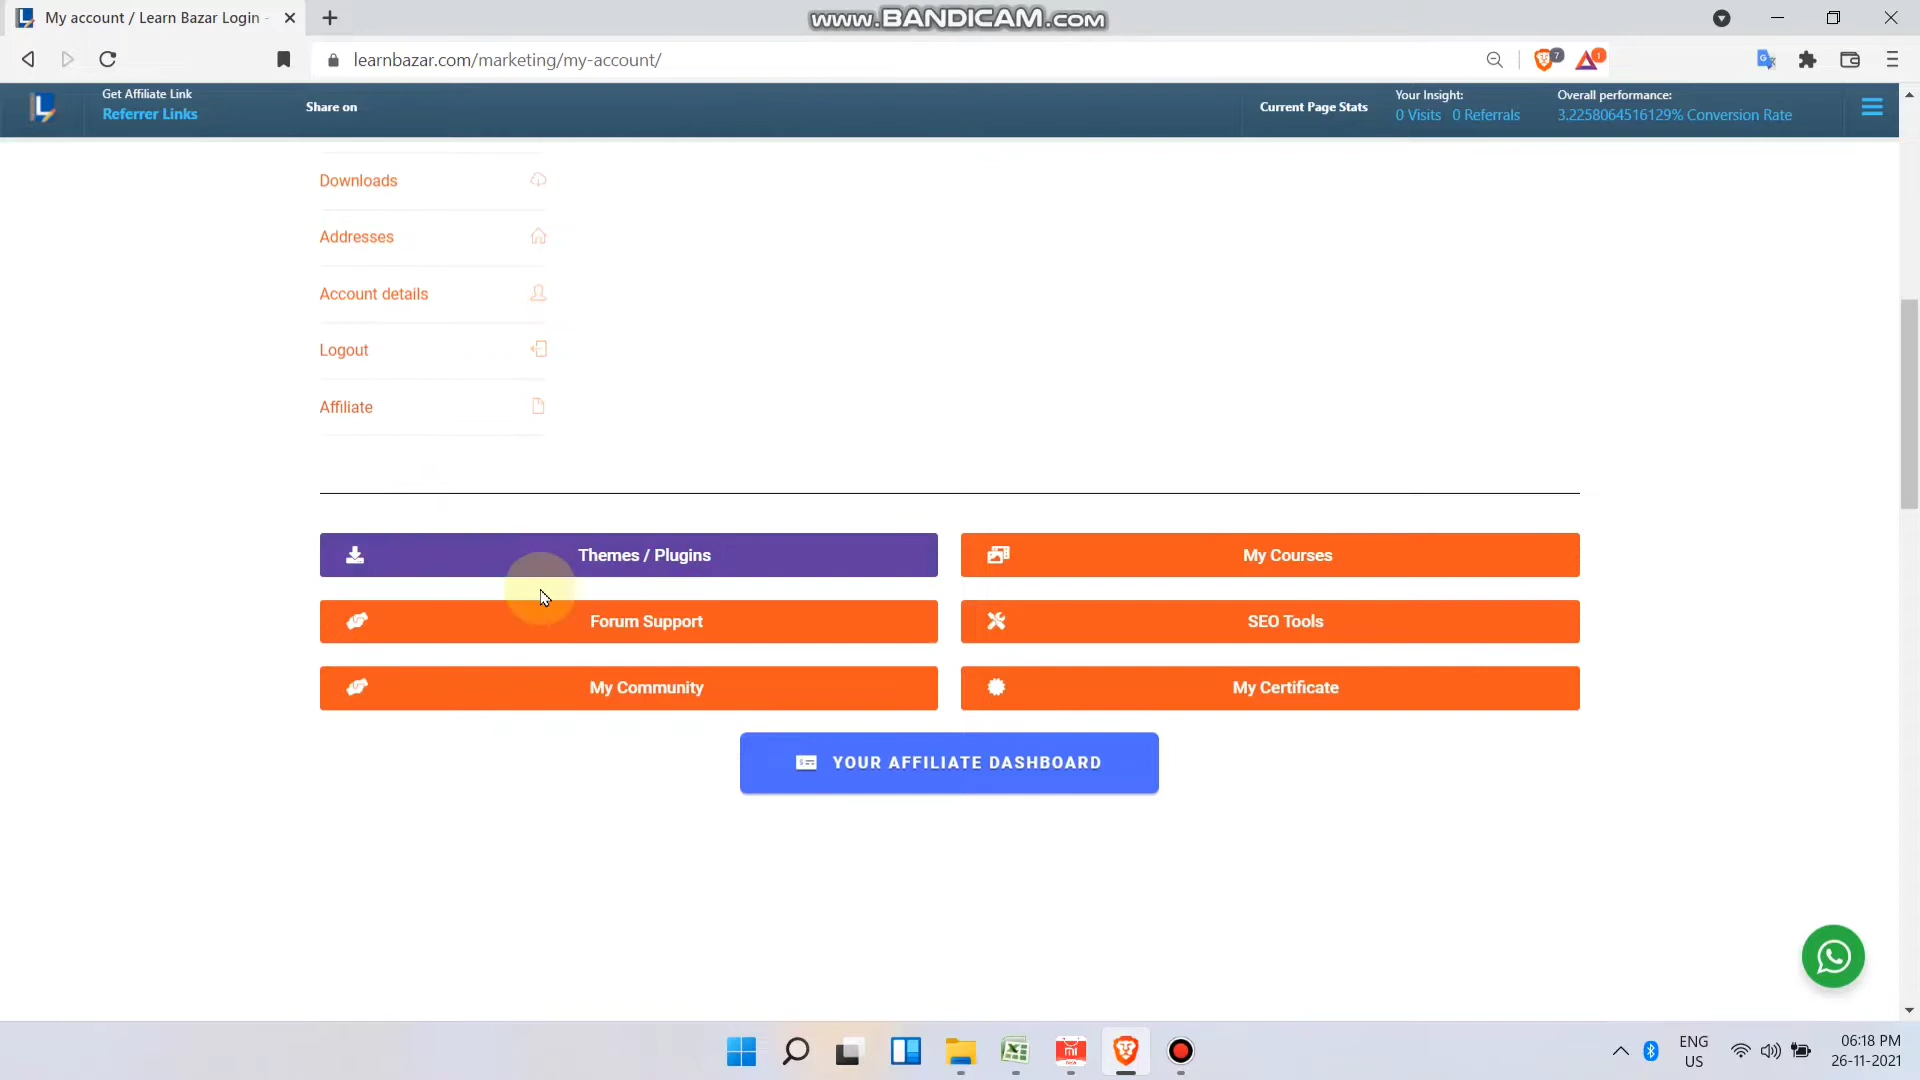 My account / Learn Bazar Login -
www.BANDICAM.com
learnbazar.com/marketing/my-account/
7
1
Get Affiliate Link
Referrer Links
Share on
Current Page Stats
Your Insight:
0 Visits 0 Referrals
Overall performance:
3.2258064516129% Conversion Rate
Downloads
Addresses
Account details
Logout
Affiliate
Themes / Plugins
My Courses
Forum Support
SEO Tools
My Community
My Certificate
YOUR AFFILIATE DASHBOARD
ENG
US
06:18 PM
26-11-2021